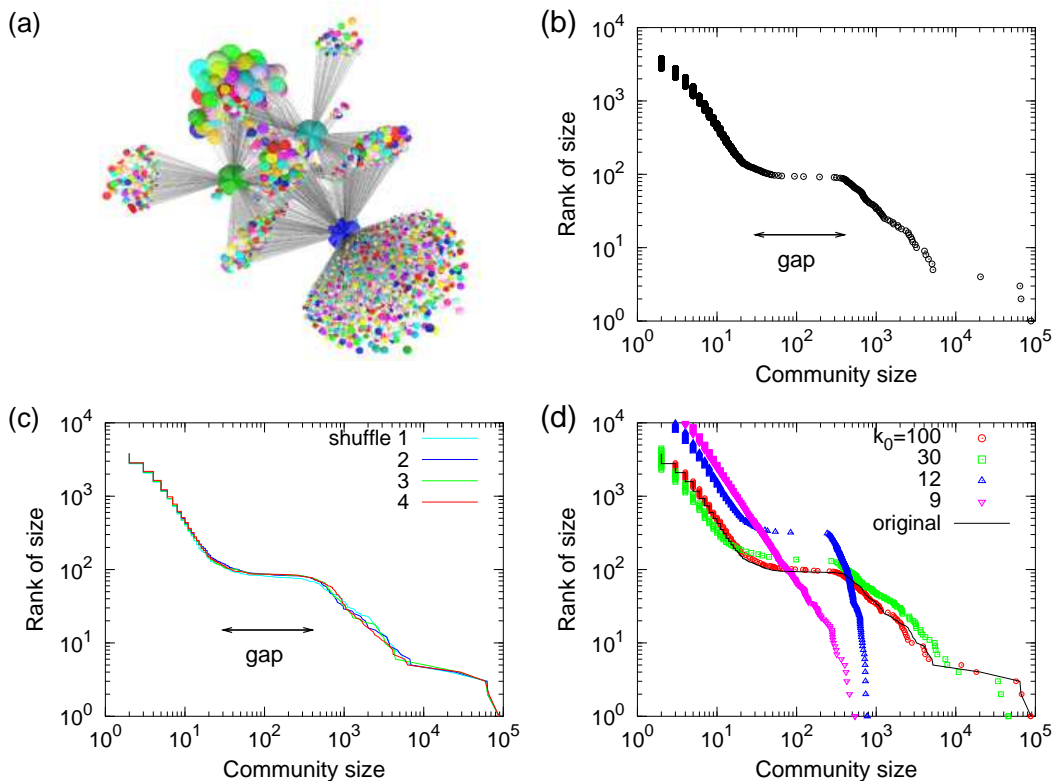 (a)
(b)
Rank of size
10^4
10^3
10^2
10^1
10^0
gap
10^0 10^1 10^2 10^3 10^4 10^5
Community size
(c)
Rank of size
10^4
10^3
10^2
10^1
10^0
shuffle 1
2
3
4
gap
10^0 10^1 10^2 10^3 10^4 10^5
Community size
(d)
Rank of size
10^4
10^3
10^2
10^1
10^0
k_0=100
30
12
9
original
10^0 10^1 10^2 10^3 10^4 10^5
Community size